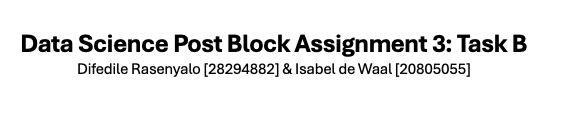 Data Science Post Block Assignment 3: Task B
Difedile Rasenyalo [28294882] & Isabel de Waal [20805055]